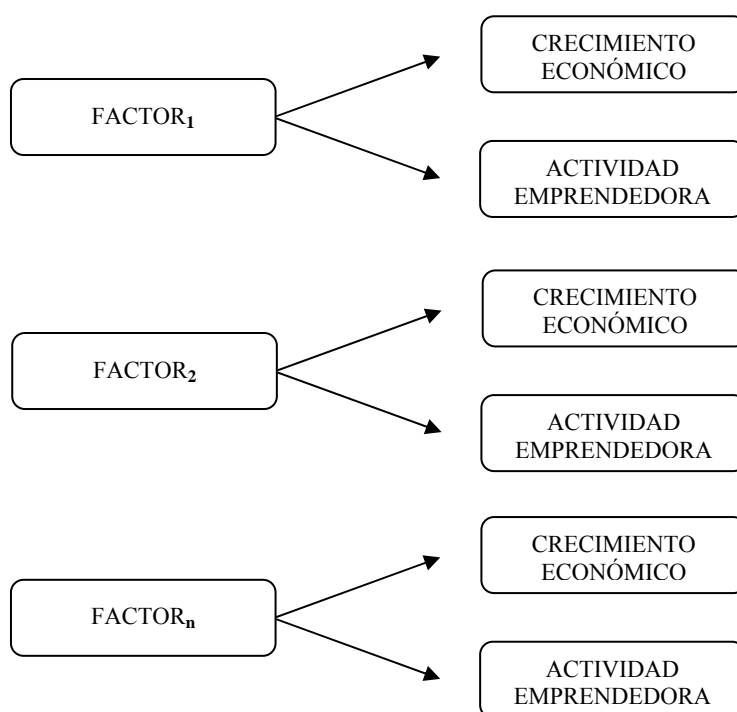 CRECIMIENTO
ECONÓMICO
FACTOR1
ACTIVIDAD
EMPRENDEDORA
CRECIMIENTO
ECONÓMICO
FACTOR2
ACTIVIDAD
EMPRENDEDORA
CRECIMIENTO
ECONÓMICO
FACTORn
ACTIVIDAD
EMPRENDEDORA